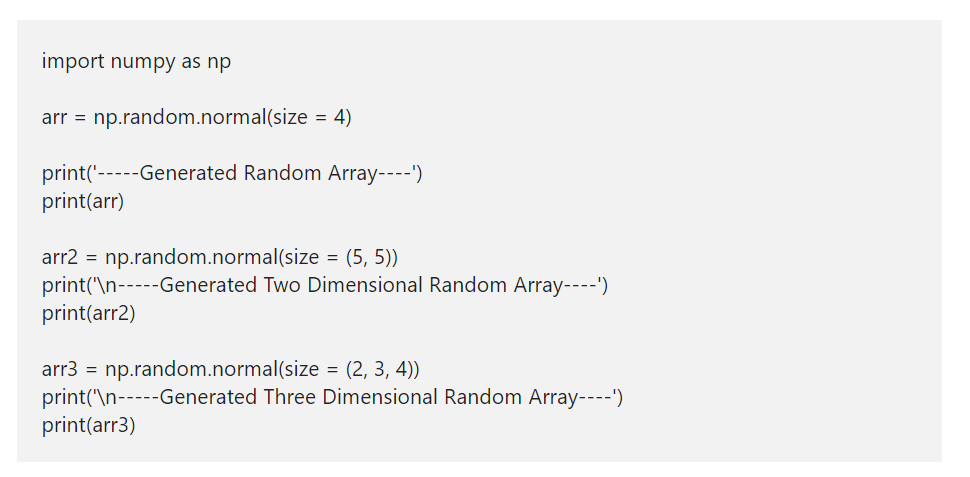 import numpy as np
arr = np.random.normal(size = 4)
print('-----Generated Random Array----')
print(arr)
arr2 = np.random.normal(size = (5, 5))
print('\n-----Generated Two Dimensional Random Array----')
print(arr2)
arr3 = np.random.normal(size = (2, 3, 4))
print('\n-----Generated Three Dimensional Random Array----')
print(arr3)